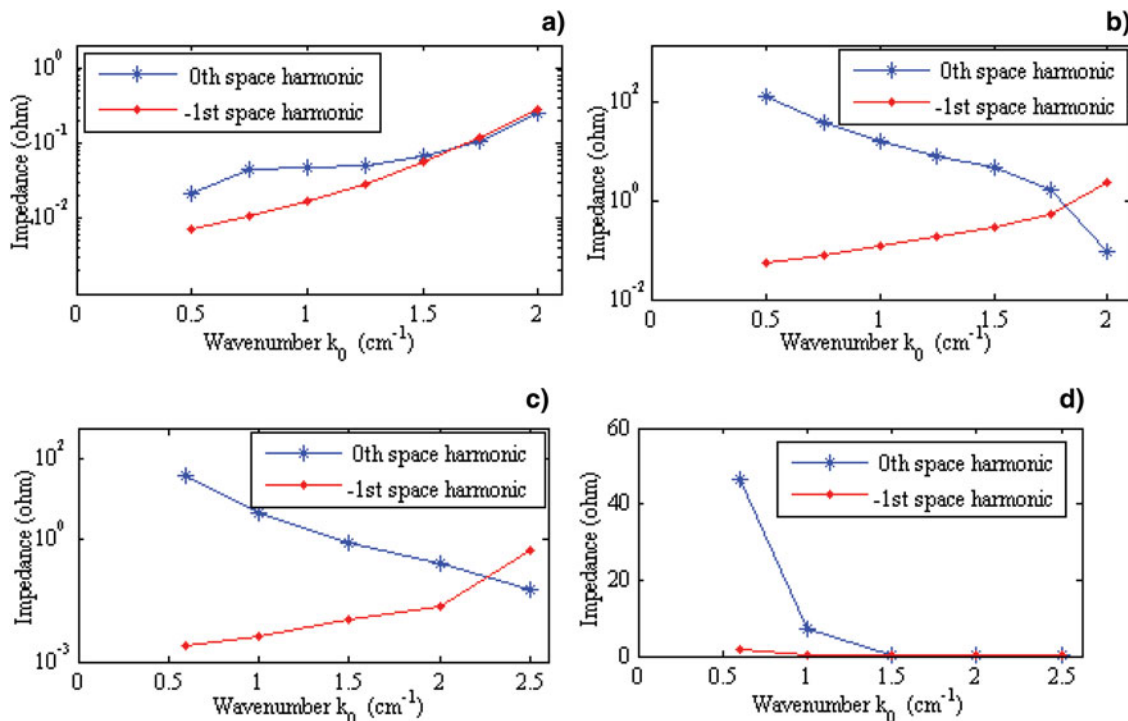 a)
10^0
10^-1
10^-2
Impedance (ohm)
0th space harmonic
-1st space harmonic
0 0.5 1 1.5 2
Wavenumber k_0 (cm^-1)
b)
10^2
10^0
10^-2
Impedance (ohm)
0th space harmonic
-1st space harmonic
0 0.5 1 1.5 2
Wavenumber k_0 (cm^-1)
c)
10^2
10^0
10^-3
Impedance (ohm)
0th space harmonic
-1st space harmonic
0 0.5 1 1.5 2 2.5
Wavenumber k_0 (cm^-1)
d)
60
40
20
0
Impedance (ohm)
0th space harmonic
-1st space harmonic
0 0.5 1 1.5 2 2.5
Wavenumber k_0 (cm^-1)